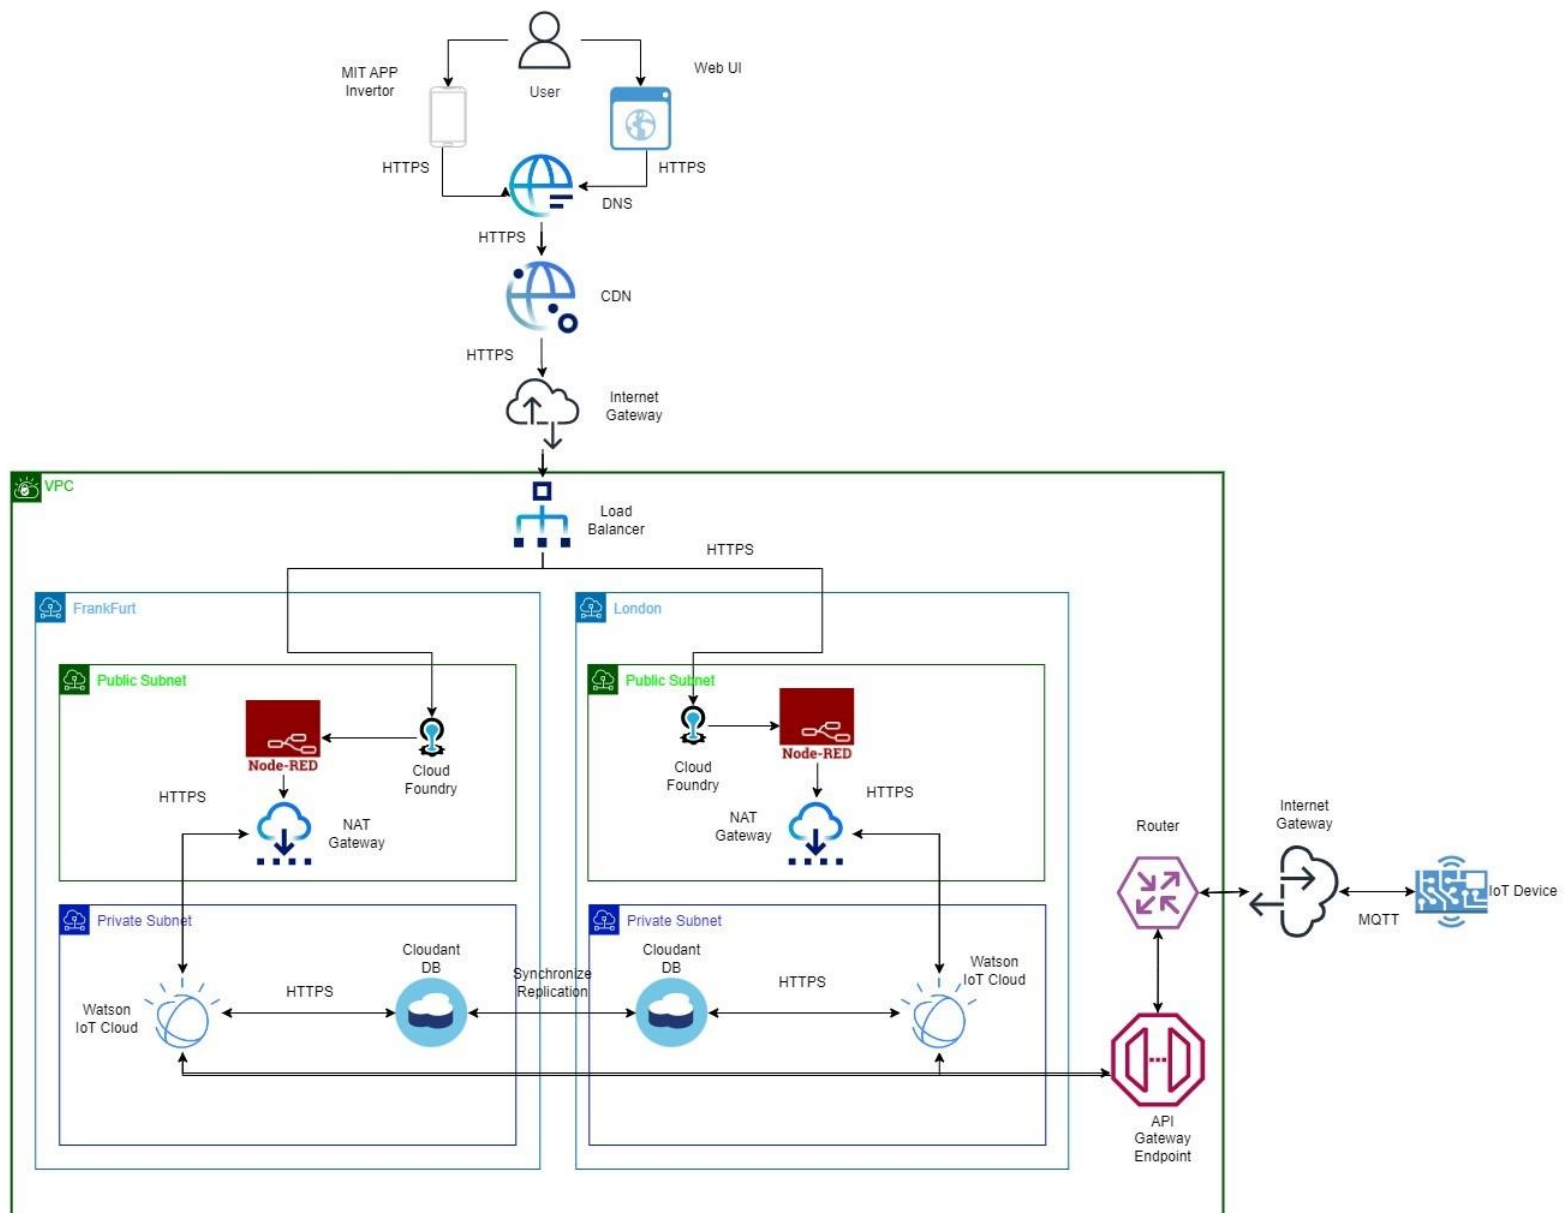 MIT APP
Invertor
User
Web UI
HTTPS
HTTPS
DNS
HTTPS
CDN
HTTPS
Internet
Gateway
VPC
Load
Balancer
HTTPS
FrankFurt
London
Public Subnet
Public Subnet
Node-RED
Cloud
Foundry
Cloud
Foundry
Node-RED
HTTPS
NAT
Gateway
NAT
Gateway
HTTPS
Router
Internet
Gateway
IoT Device
MQTT
Private Subnet
Private Subnet
Watson
IoT Cloud
HTTPS
Cloudant
DB
Synchronize
Replication
Cloudant
DB
HTTPS
Watson
IoT Cloud
API
Gateway
Endpoint